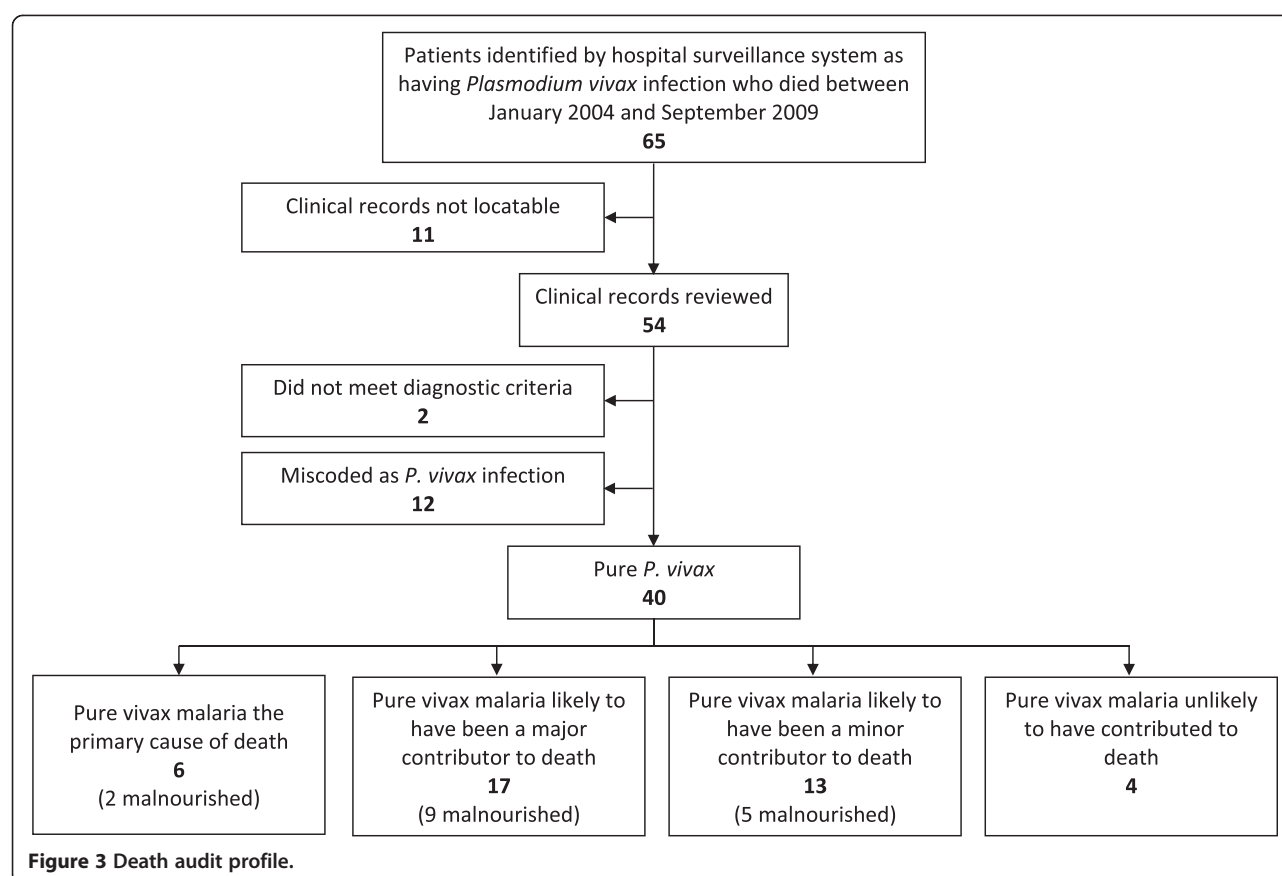 Patients identified by hospital surveillance system as
having Plasmodium vivax infection who died between
January 2004 and September 2009
65
Clinical records not locatable
11
Clinical records reviewed
54
Did not meet diagnostic criteria
2
Miscoded as P. vivax infection
12
Pure P. vivax
40
Pure vivax malaria the
primary cause of death
6
(2 malnourished)
Pure vivax malaria likely to
have been a major
contributor to death
17
(9 malnourished)
Pure vivax malaria likely to
have been a minor
contributor to death
13
(5 malnourished)
Pure vivax malaria unlikely
to have contributed to
death
4
Figure 3 Death audit profile.